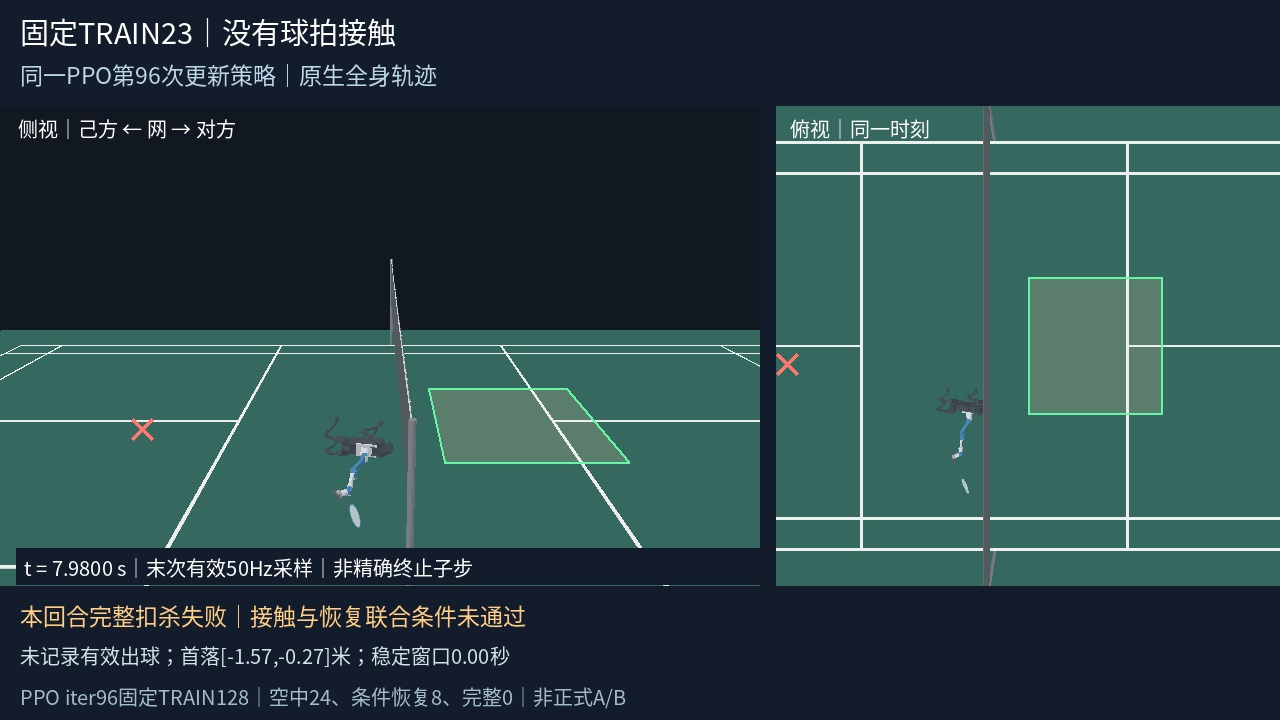 固定TRAIN23｜没有球拍接触
同一PPO第96次更新策略｜原生全身轨迹
侧视｜己方 ← 网 → 对方
俯视｜同一时刻
t = 7.9800 s｜末次有效50Hz采样｜非精确终止子步
本回合完整扣杀失败｜接触与恢复联合条件未通过
未记录有效出球；首落[-1.57,-0.27]米；稳定窗口0.00秒
PPO iter96固定TRAIN128｜空中24、条件恢复8、完整0｜非正式A/B